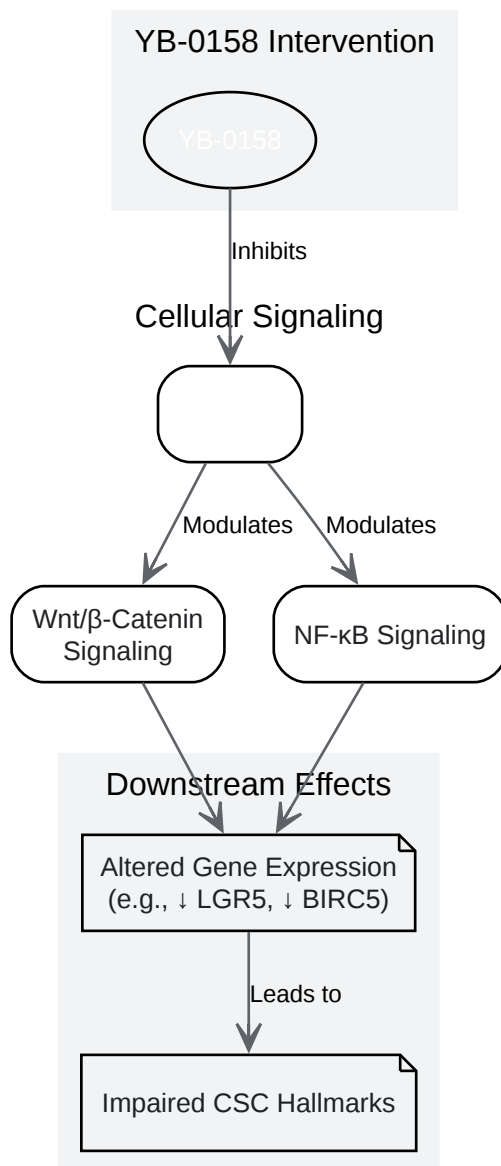 YB-0158 Intervention
YB-0158
Inhibits
Cellular Signaling
Modulates
Modulates
Wnt/β-Catenin
Signaling
NF-κB Signaling
Downstream Effects
Altered Gene Expression
(e.g., ↓ LGR5, ↓ BIRC5)
Leads to
Impaired CSC Hallmarks